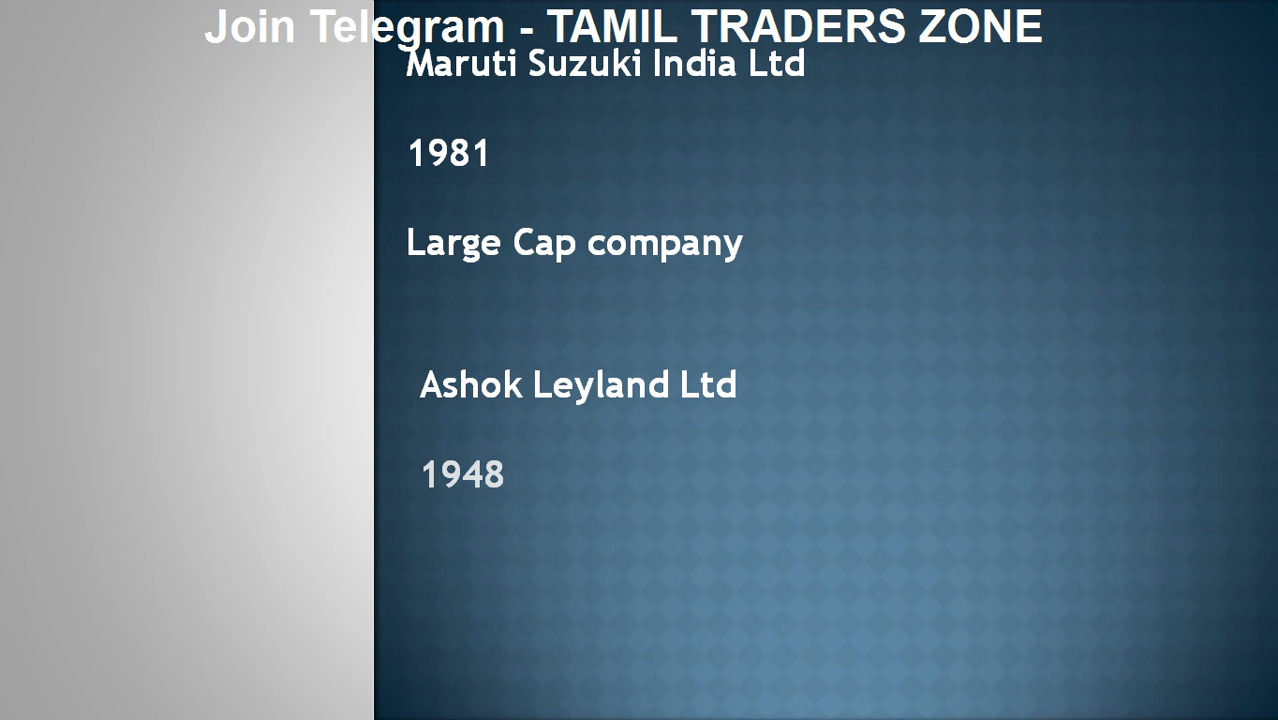 Join Telegram - TAMIL TRADERS ZONE
Maruti Suzuki India Ltd
1981
Large Cap company
Ashok Leyland Ltd
1948